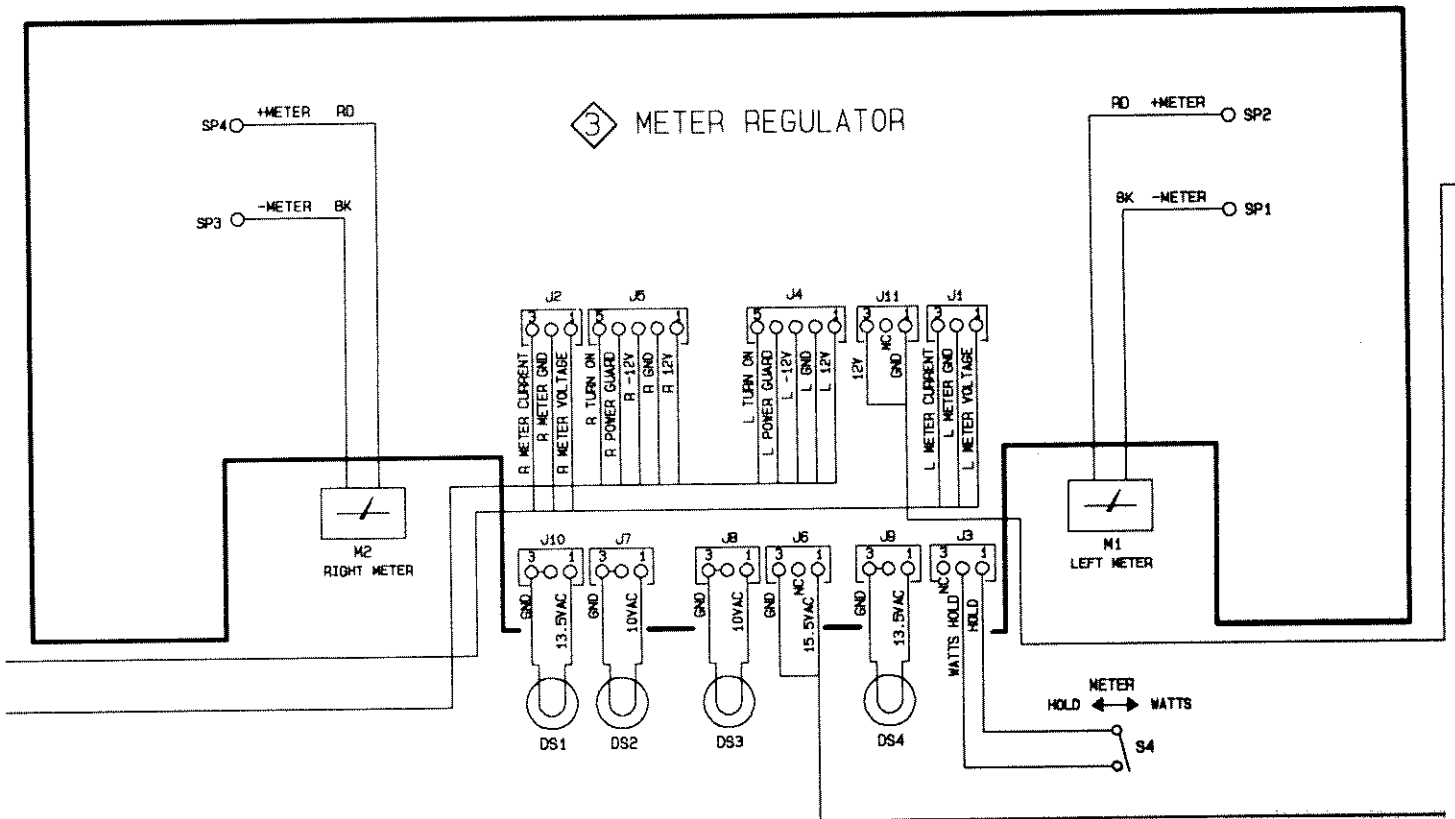 3 METER REGULATOR
SP4 +METER RD
SP3 -METER BK
RD +METER SP2
BK -METER SP1
J2 J5 J4 J11 J1
3 1
5 1
5 1
3 1
3 1
R METER CURRENT
R METER GND
R METER VOLTAGE
R TURN ON
R POWER GUARD
R -12V
R GND
R 12V
L TURN ON
L POWER GUARD
L -12V
L GND
L 12V
12V
NC
GND
L METER CURRENT
L METER GND
L METER VOLTAGE
M2
RIGHT METER
M1
LEFT METER
J10 J7 J8 J6 J9 J3
3 1
3 1
3 1
3 1
3 1
3 1
GND
13.5VAC
GND
10VAC
GND
10VAC
GND
NC
15.5VAC
GND
13.5VAC
NC
WATTS HOLD
HOLD
DS1 DS2 DS3 DS4
METER
HOLD WATTS
S4